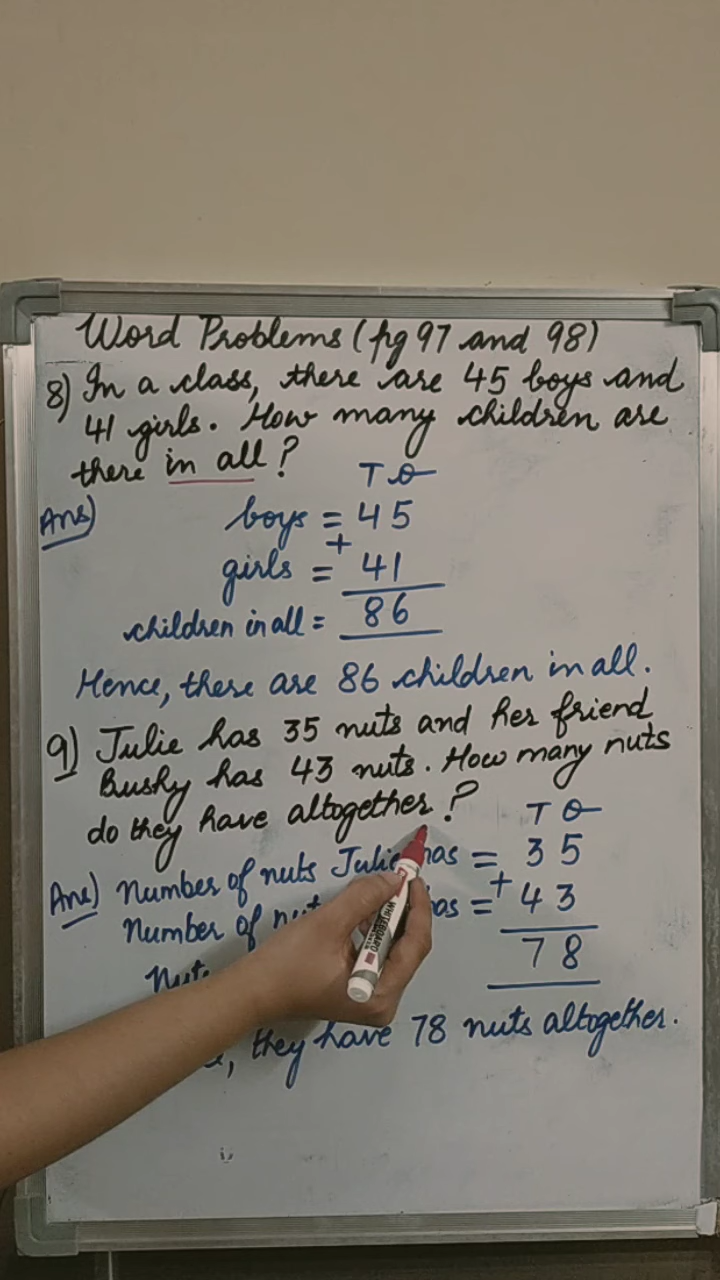 Word Problems (pg 97 and 98)
8) In a class, there are 45 boys and
41 girls. How many children are
there in all?
T O
Ans)
boys = 45
+
girls = 41
children in all = 86
Hence, there are 86 children in all.
9) Julie has 35 nuts and her friend
Bushy has 43 nuts. How many nuts
do they have altogether?
T O
Ans) Number of nuts Julie has = 35
+
Number of = 43
78
they have 78 nuts altogether.
WHITEBOARD